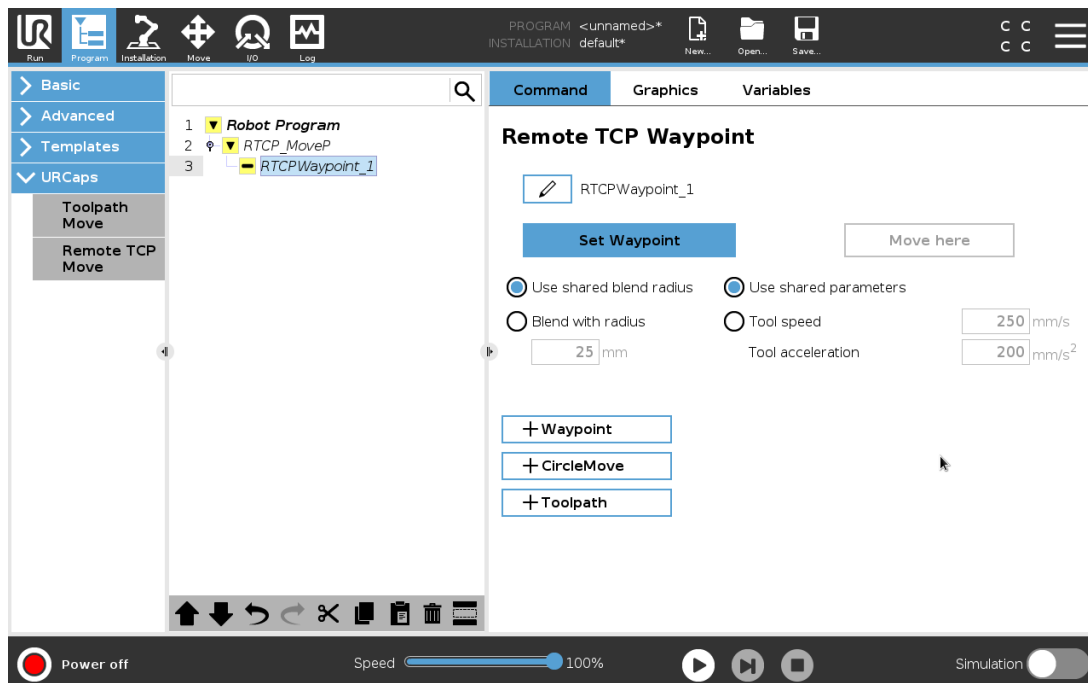 UR
PROGRAM <unnamed>*
INSTALLATION default*
C C
C C
Run Program Installation Move I/O Log New... Open... Save...
Basic
Advanced
Templates
URCaps
Toolpath
Move
Remote TCP
Move
1 Robot Program
2 RTCP_MoveP
3 RTCPWaypoint_1
Command Graphics Variables
Remote TCP Waypoint
RTCPWaypoint_1
Set Waypoint Move here
Use shared blend radius Use shared parameters
Blend with radius Tool speed 250 mm/s
25 mm Tool acceleration 200 mm/s²
+Waypoint
+CircleMove
+Toolpath
Power off Speed 100% Simulation